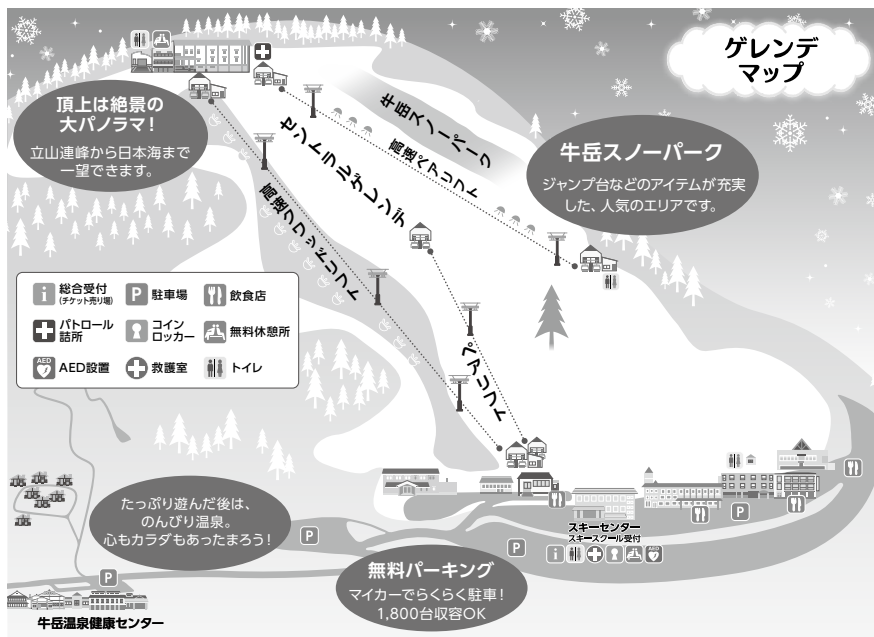 ゲレンデ
マップ
頂上は絶景の
大パノラマ！
立山連峰から日本海まで
一望できます。
牛岳スノーパーク
高速ペアリフト
セントラルゲレンデ
高速クワッドリフト
ペアリフト
牛岳スノーパーク
ジャンプ台などのアイテムが充実
した、人気のエリアです。
i 総合受付
(チケット売り場)
P 駐車場
飲食店
パトロール
詰所
コイン
ロッカー
無料休憩所
AED AED設置
救護室
トイレ
たっぷり遊んだ後は、
のんびり温泉。
心もカラダもあったまろう！
P
P
P
P
スキーセンター
スキースクール受付
i
AED
無料パーキング
マイカーでらくらく駐車！
1,800台収容OK
牛岳温泉健康センター